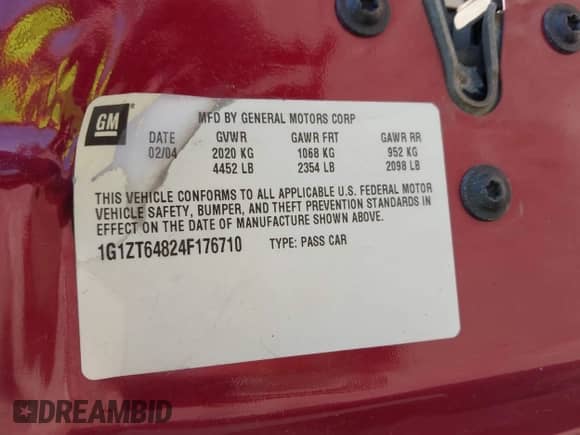 GM
MFD BY GENERAL MOTORS CORP
DATE GVWR GAWR FRT GAWR RR
02/04 2020 KG 1068 KG 952 KG
4452 LB 2354 LB 2098 LB
THIS VEHICLE CONFORMS TO ALL APPLICABLE U.S. FEDERAL MOTOR
VEHICLE SAFETY, BUMPER, AND THEFT PREVENTION STANDARDS IN
EFFECT ON THE DATE OF MANUFACTURE SHOWN ABOVE.
1G1ZT64824F176710 TYPE: PASS CAR
DREAMBID